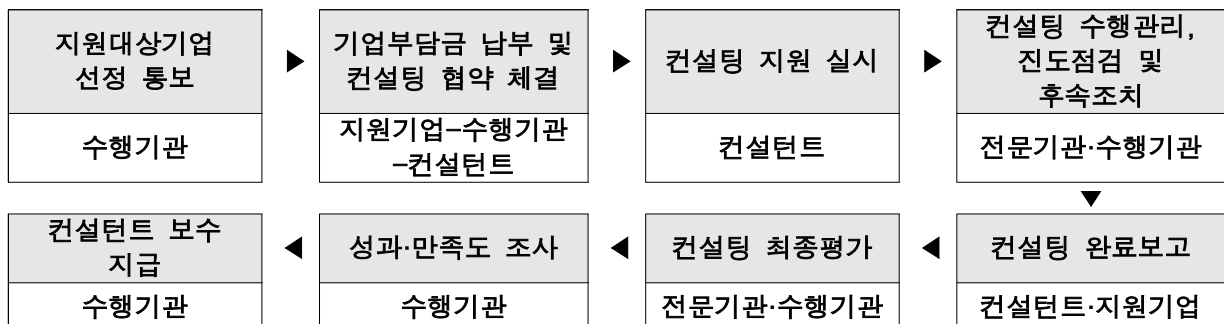 지원대상기업
선정 통보
수행기관
기업부담금 납부 및
컨설팅 협약 체결
지원기업-수행기관
-컨설턴트
컨설팅 지원 실시
컨설턴트
컨설팅 수행관리,
진도점검 및
후속조치
전문기관·수행기관
컨설팅 완료보고
컨설턴트·지원기업
컨설팅 최종평가
전문기관·수행기관
성과·만족도 조사
수행기관
컨설턴트 보수
지급
수행기관